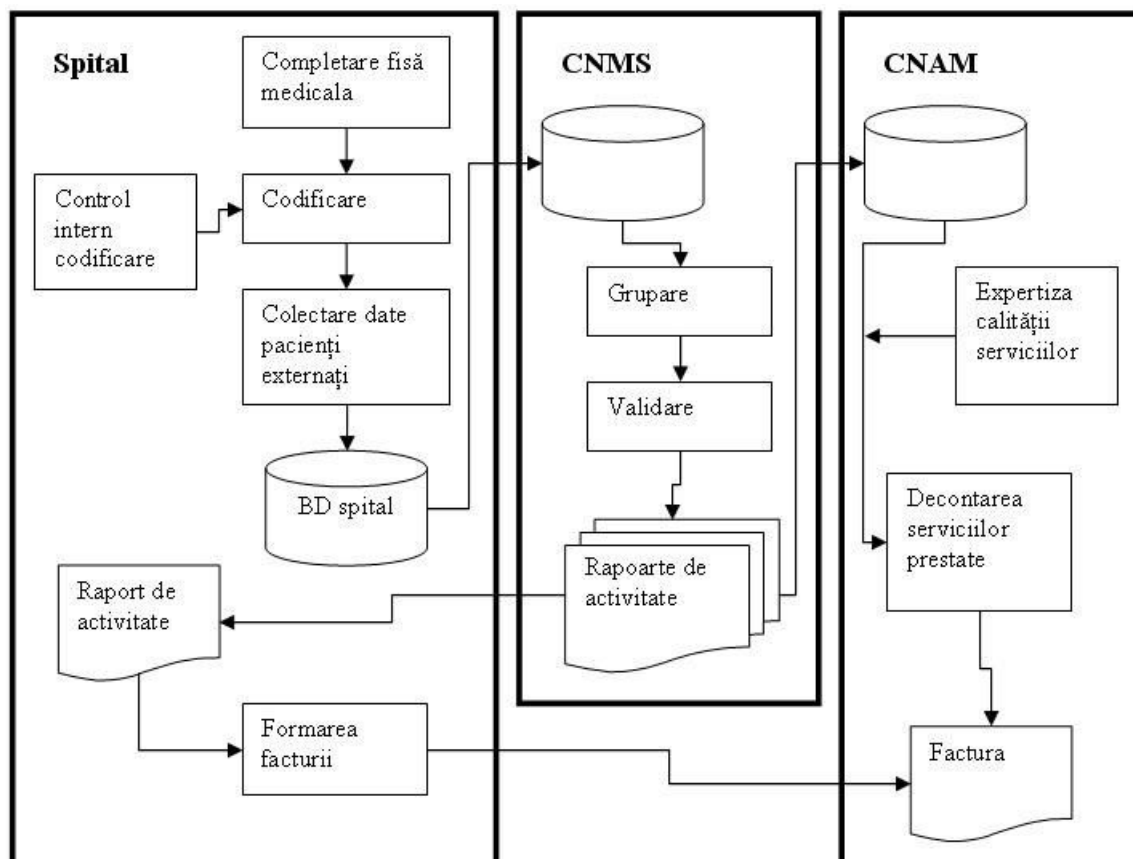 Spital
Completare fisă
medicala
Control
intern
codificare
Codificare
Colectare date
pacienți
externați
BD spital
Raport de
activitate
Formarea
facturii
CNMS
Grupare
Validare
Rapoarte de
activitate
CNAM
Expertiza
calității
serviciilor
Decontarea
serviciilor
prestate
Factura